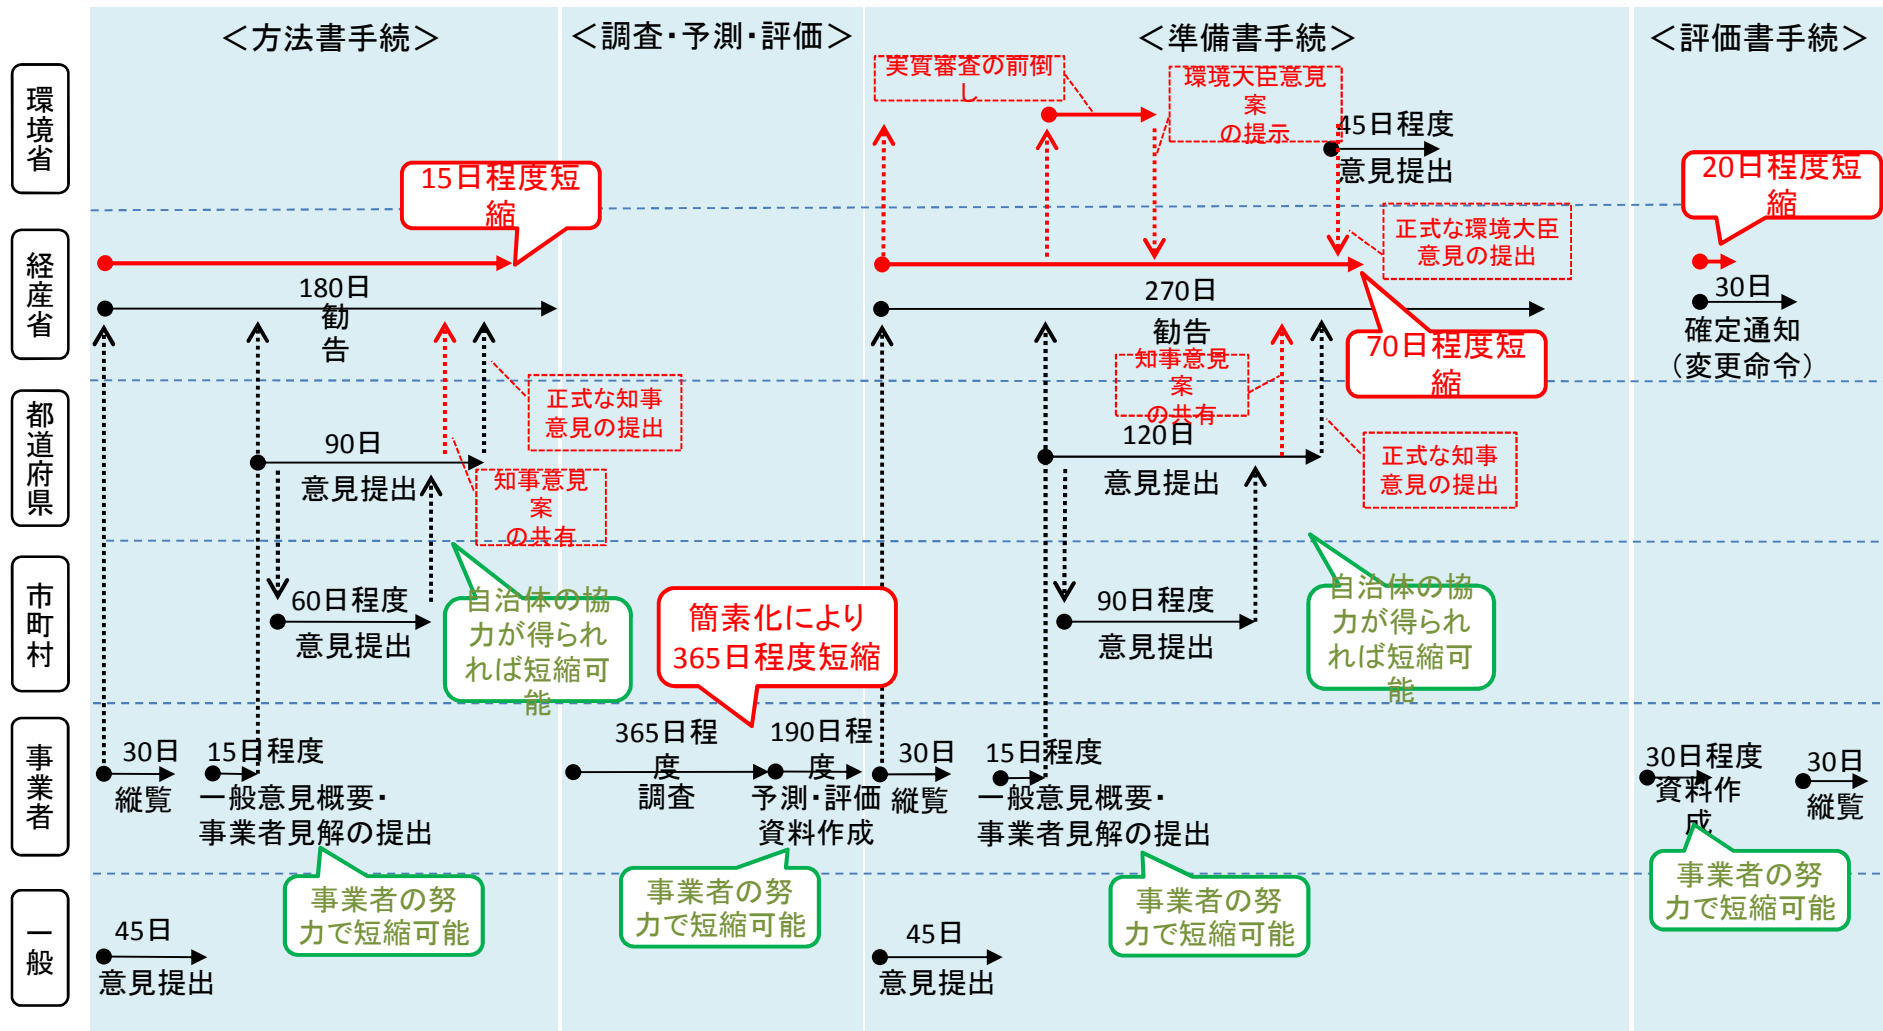 ＜方法書手続＞
＜調査・予測・評価＞
＜準備書手続＞
＜評価書手続＞
環境省
実質審査の前倒
し
環境大臣意見
案
の提示
45日程度
意見提出
15日程度短
縮
20日程度短
縮
正式な環境大臣
意見の提出
経産省
180日
勧
告
270日
勧告
70日程度短
縮
30日
確定通知
（変更命令）
都道府県
正式な知事
意見の提出
90日
意見提出
知事意見
案
の共有
知事意見
案
の共有
120日
意見提出
正式な知事
意見の提出
市町村
60日程度
意見提出
自治体の協
力が得られ
れば短縮可
能
簡素化により
365日程度短縮
90日程度
意見提出
自治体の協
力が得られ
れば短縮可
能
事業者
30日
縦覧
15日程度
一般意見概要・
事業者見解の提出
365日程
度
調査
190日程
度
予測・評価
資料作成
30日
縦覧
15日程度
一般意見概要・
事業者見解の提出
30日程度
資料作
成
30日
縦覧
事業者の努
力で短縮可能
事業者の努
力で短縮可能
事業者の努
力で短縮可能
事業者の努
力で短縮可能
一般
45日
意見提出
45日
意見提出